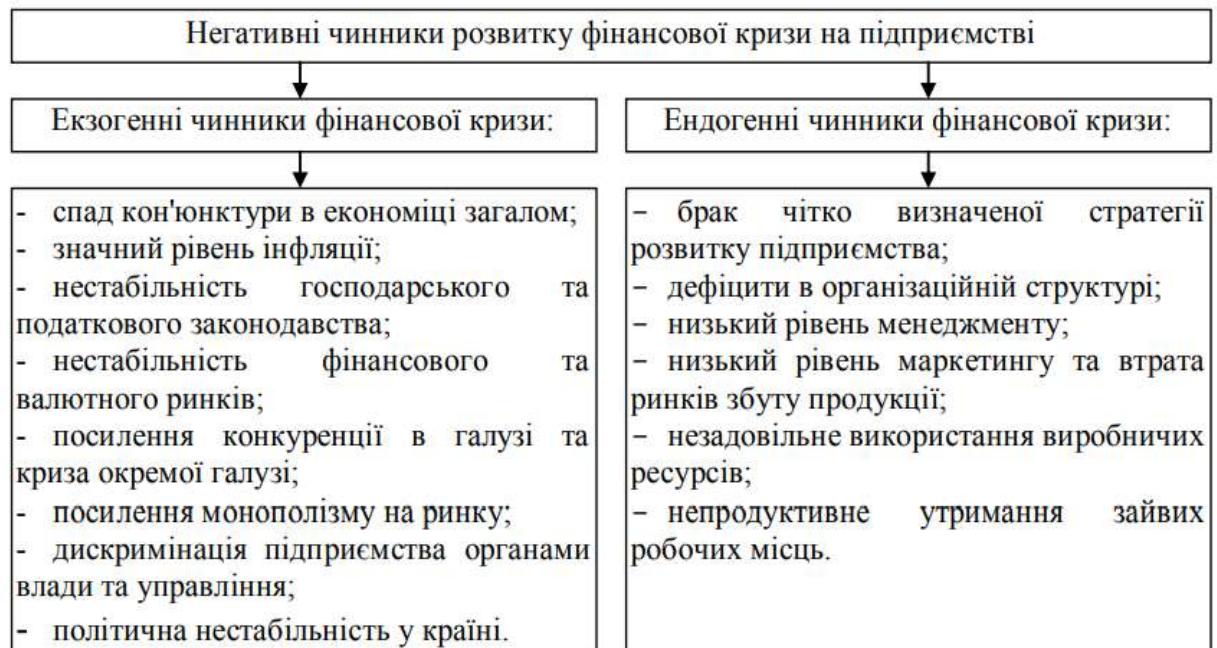 Негативні чинники розвитку фінансової кризи на підприємстві
Екзогенні чинники фінансової кризи:
- спад кон'юнктури в економіці загалом;
- значний рівень інфляції;
- нестабільність господарського та
податкового законодавства;
- нестабільність фінансового та
валютного ринків;
- посилення конкуренції в галузі та
криза окремої галузі;
- посилення монополізму на ринку;
- дискримінація підприємства органами
влади та управління;
- політична нестабільність у країні.
Ендогенні чинники фінансової кризи:
− брак чітко визначеної стратегії
розвитку підприємства;
− дефіцити в організаційній структурі;
− низький рівень менеджменту;
− низький рівень маркетингу та втрата
ринків збуту продукції;
− незадовільне використання виробничих
ресурсів;
− непродуктивне утримання зайвих
робочих місць.